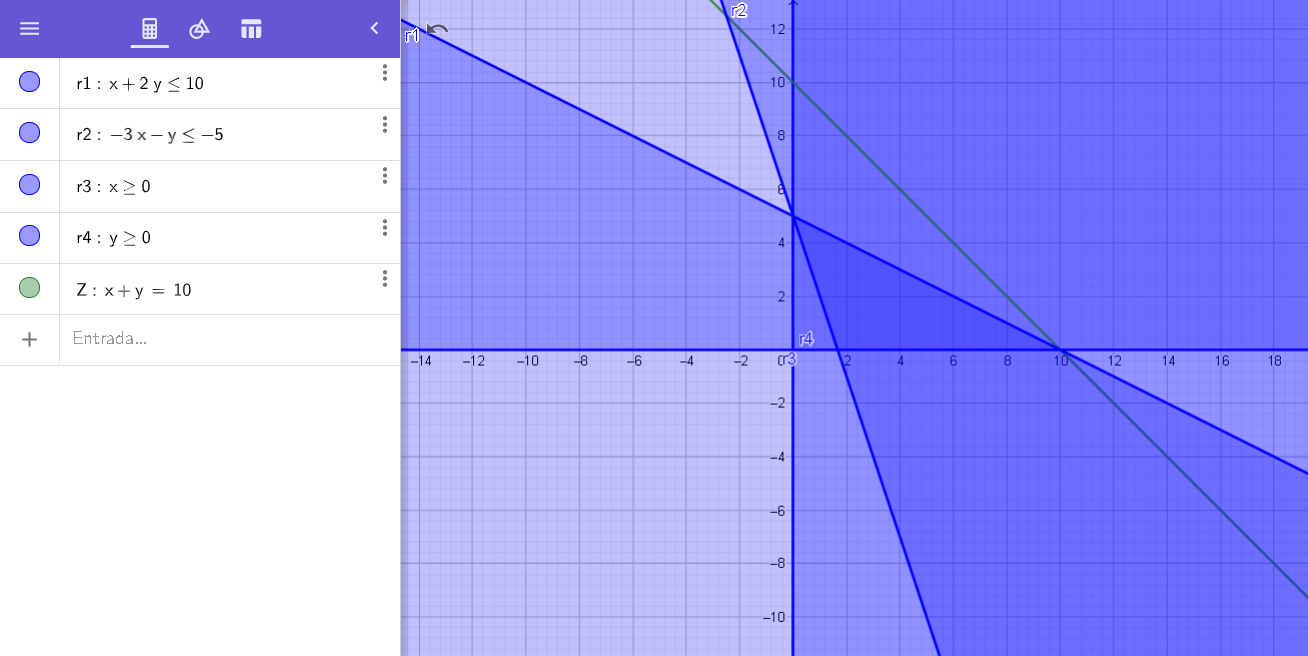 r1 : x + 2 y ≤ 10
r2 : −3 x − y ≤ −5
r3 : x ≥ 0
r4 : y ≥ 0
Z : x + y = 10
Entrada...
r2
r1
12
10
8
6
4
2
r4
−14 −12 −10 −8 −6 −4 −2 0 r3 2 4 6 8 10 12 14 16 18
−2
−4
−6
−8
−10